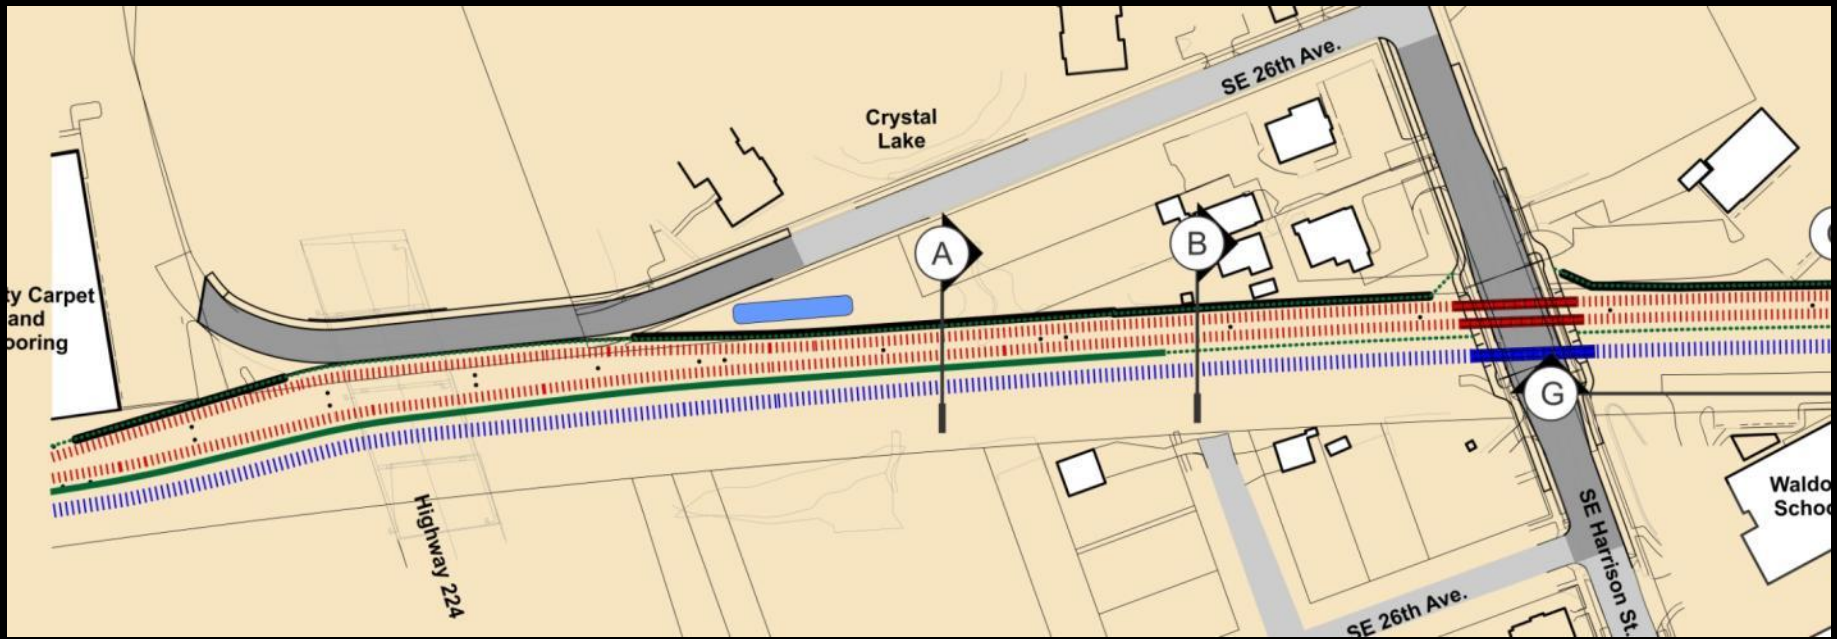 SE 26th Ave.
Crystal
Lake
A
B
ty Carpet
and
ooring
G
Highway 224
SE Harrison St.
Waldo
Schoo
SE 26th Ave.